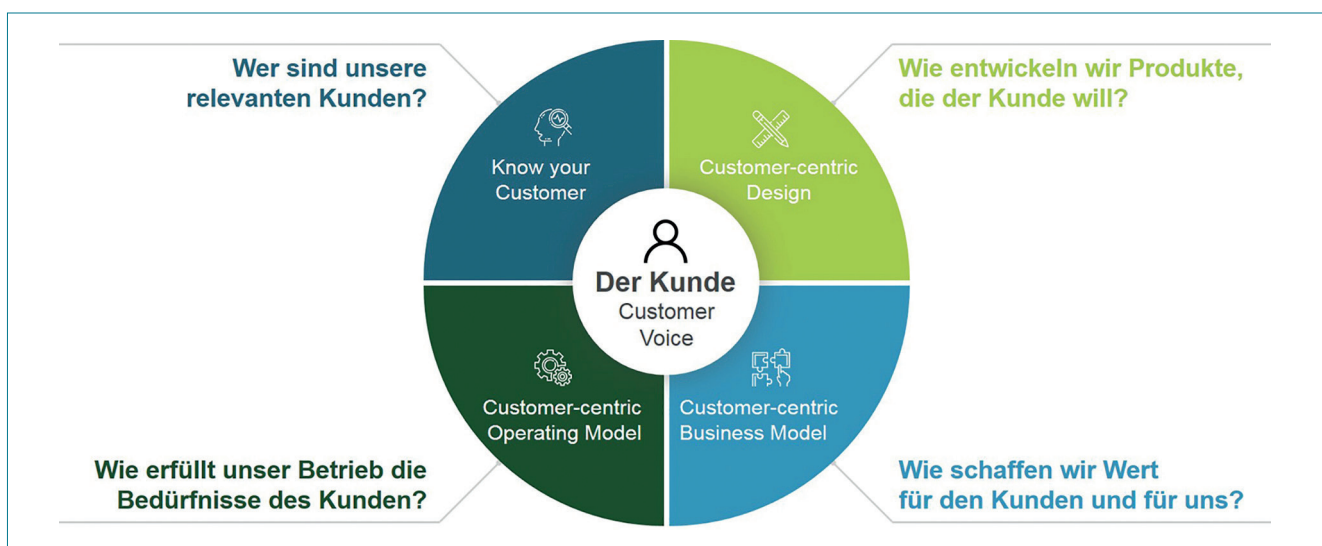 Wer sind unsere
relevanten Kunden?
Know your
Customer
Wie entwickeln wir Produkte,
die der Kunde will?
Customer-centric
Design
Der Kunde
Customer
Voice
Customer-centric
Operating Model
Wie erfüllt unser Betrieb die
Bedürfnisse des Kunden?
Customer-centric
Business Model
Wie schaffen wir Wert
für den Kunden und für uns?